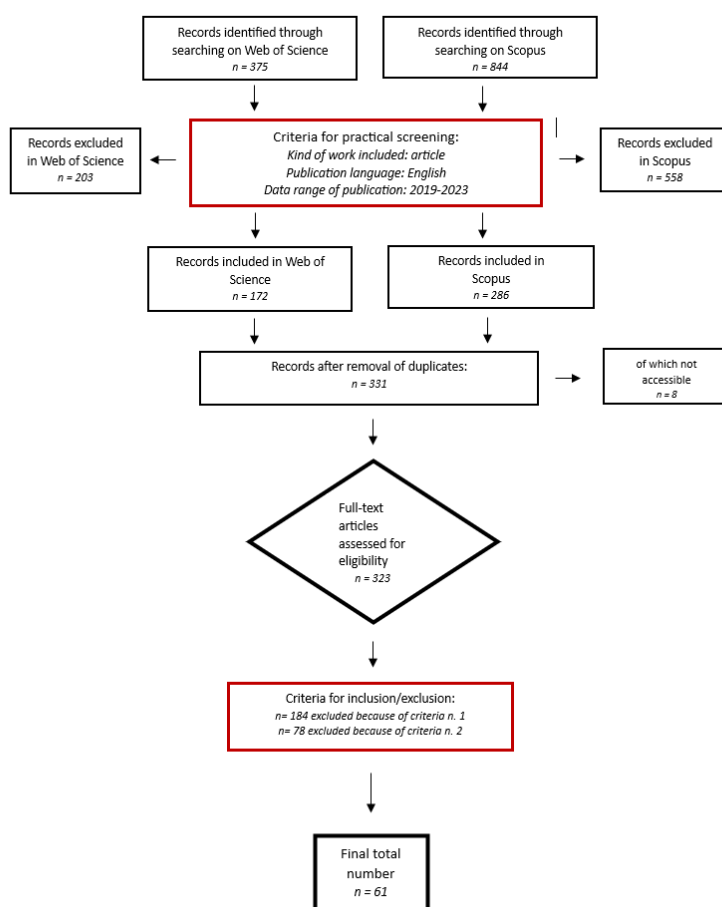 Records identified through
searching on Web of Science
n = 375
Records identified through
searching on Scopus
n = 844
Records excluded
in Web of Science
n = 203
Criteria for practical screening:
Kind of work included: article
Publication language: English
Data range of publication: 2019-2023
Records excluded
in Scopus
n = 558
Records included in Web of
Science
n = 172
Records included in
Scopus
n = 286
Records after removal of duplicates:
n = 331
of which not
accessible
n = 8
Full-text
articles
assessed for
eligibility
n = 323
Criteria for inclusion/exclusion:
n= 184 excluded because of criteria n. 1
n= 78 excluded because of criteria n. 2
Final total
number
n = 61